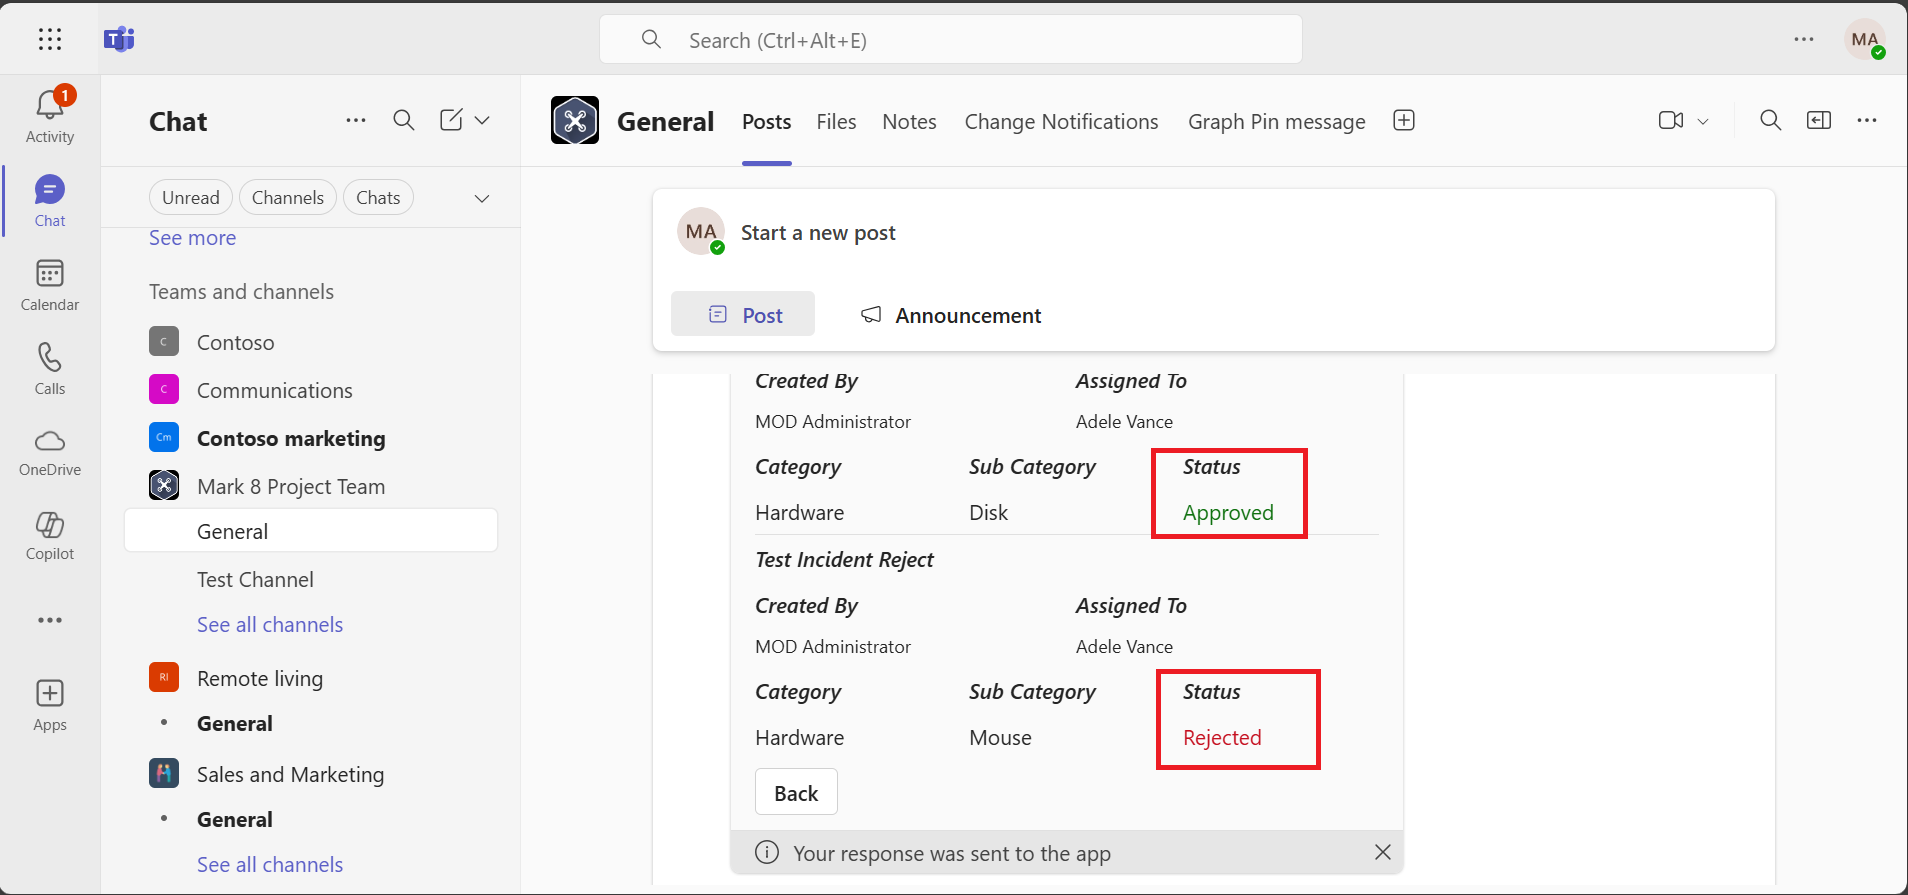 Search (Ctrl+Alt+E)
MA
1
Activity
Chat
Calendar
Calls
OneDrive
Copilot
Apps
Chat
Unread
Channels
Chats
See more
Teams and channels
C
Contoso
C
Communications
Cm
Contoso marketing
Mark 8 Project Team
General
Test Channel
See all channels
RI
Remote living
General
Sales and Marketing
General
See all channels
General
Posts
Files
Notes
Change Notifications
Graph Pin message
MA
Start a new post
Post
Announcement
Created By Assigned To
MOD Administrator Adele Vance
Category Sub Category Status
Hardware Disk Approved
Test Incident Reject
Created By Assigned To
MOD Administrator Adele Vance
Category Sub Category Status
Hardware Mouse Rejected
Back
Your response was sent to the app